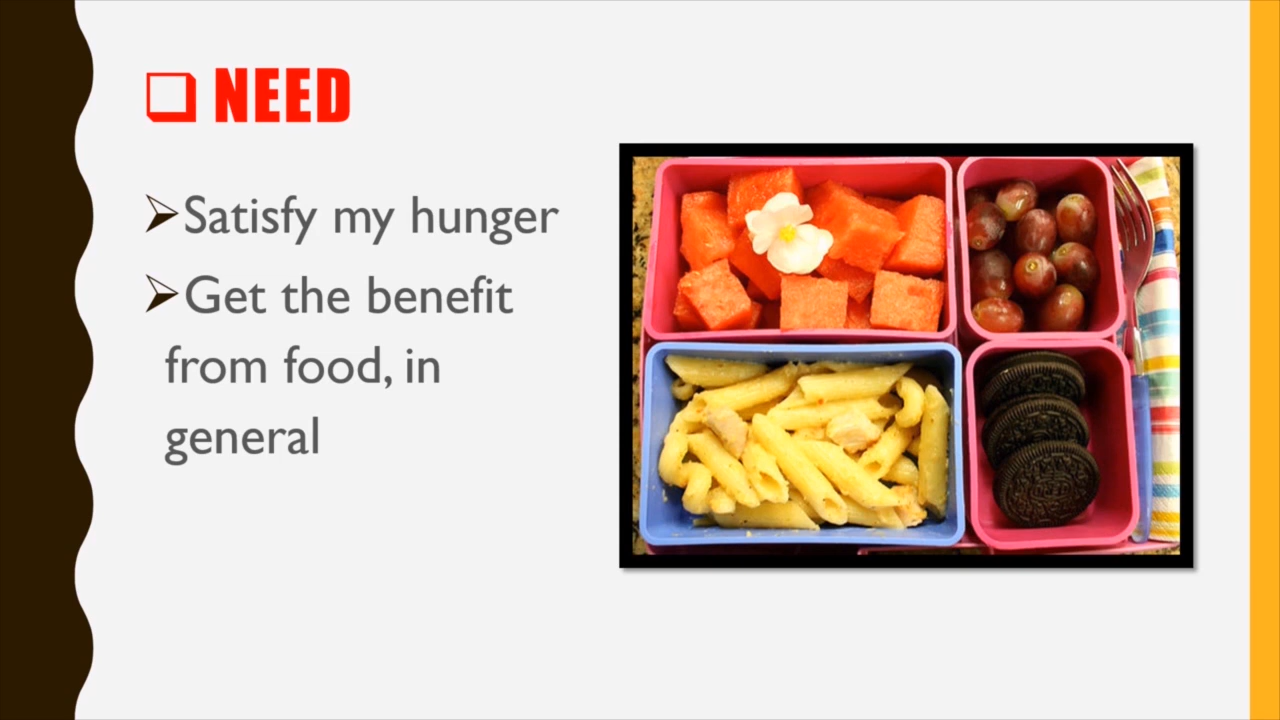 NEED
Satisfy my hunger
Get the benefit
from food, in
general